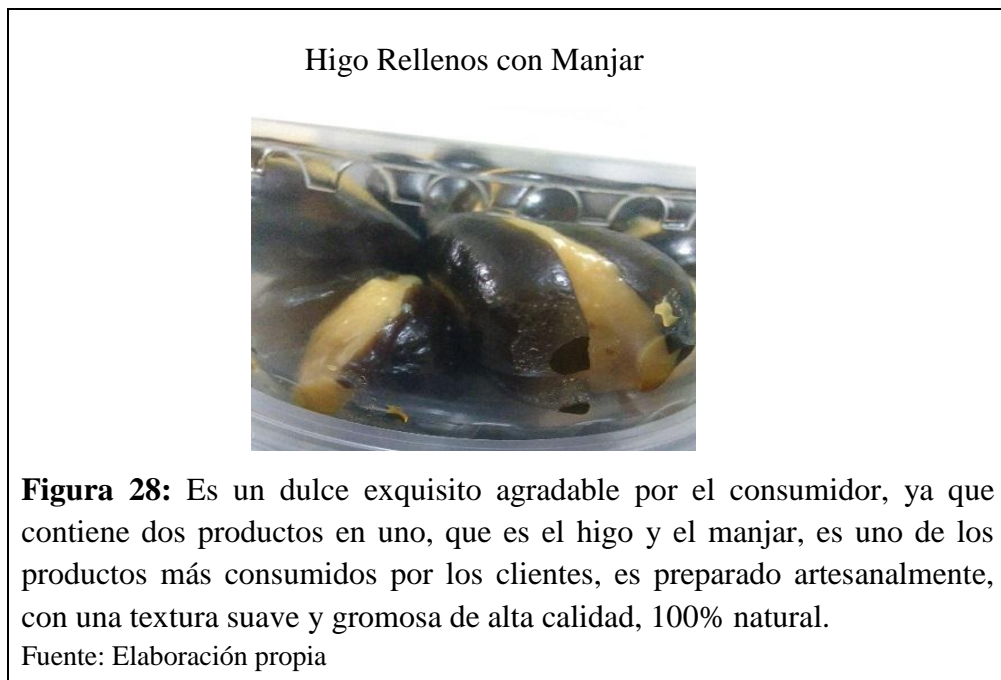 Higo Rellenos con Manjar
Figura 28: Es un dulce exquisito agradable por el consumidor, ya que
contiene dos productos en uno, que es el higo y el manjar, es uno de los
productos más consumidos por los clientes, es preparado artesanalmente,
con una textura suave y gromosa de alta calidad, 100% natural.
Fuente: Elaboración propia